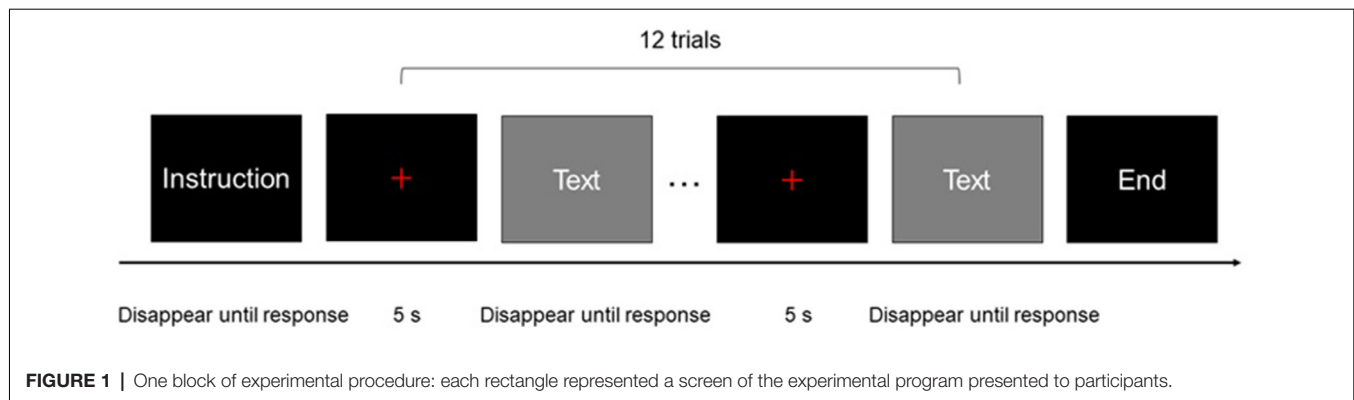 12 trials
Instruction + Text ... + Text End
Disappear until response 5 s Disappear until response 5 s Disappear until response
FIGURE 1 | One block of experimental procedure: each rectangle represented a screen of the experimental program presented to participants.